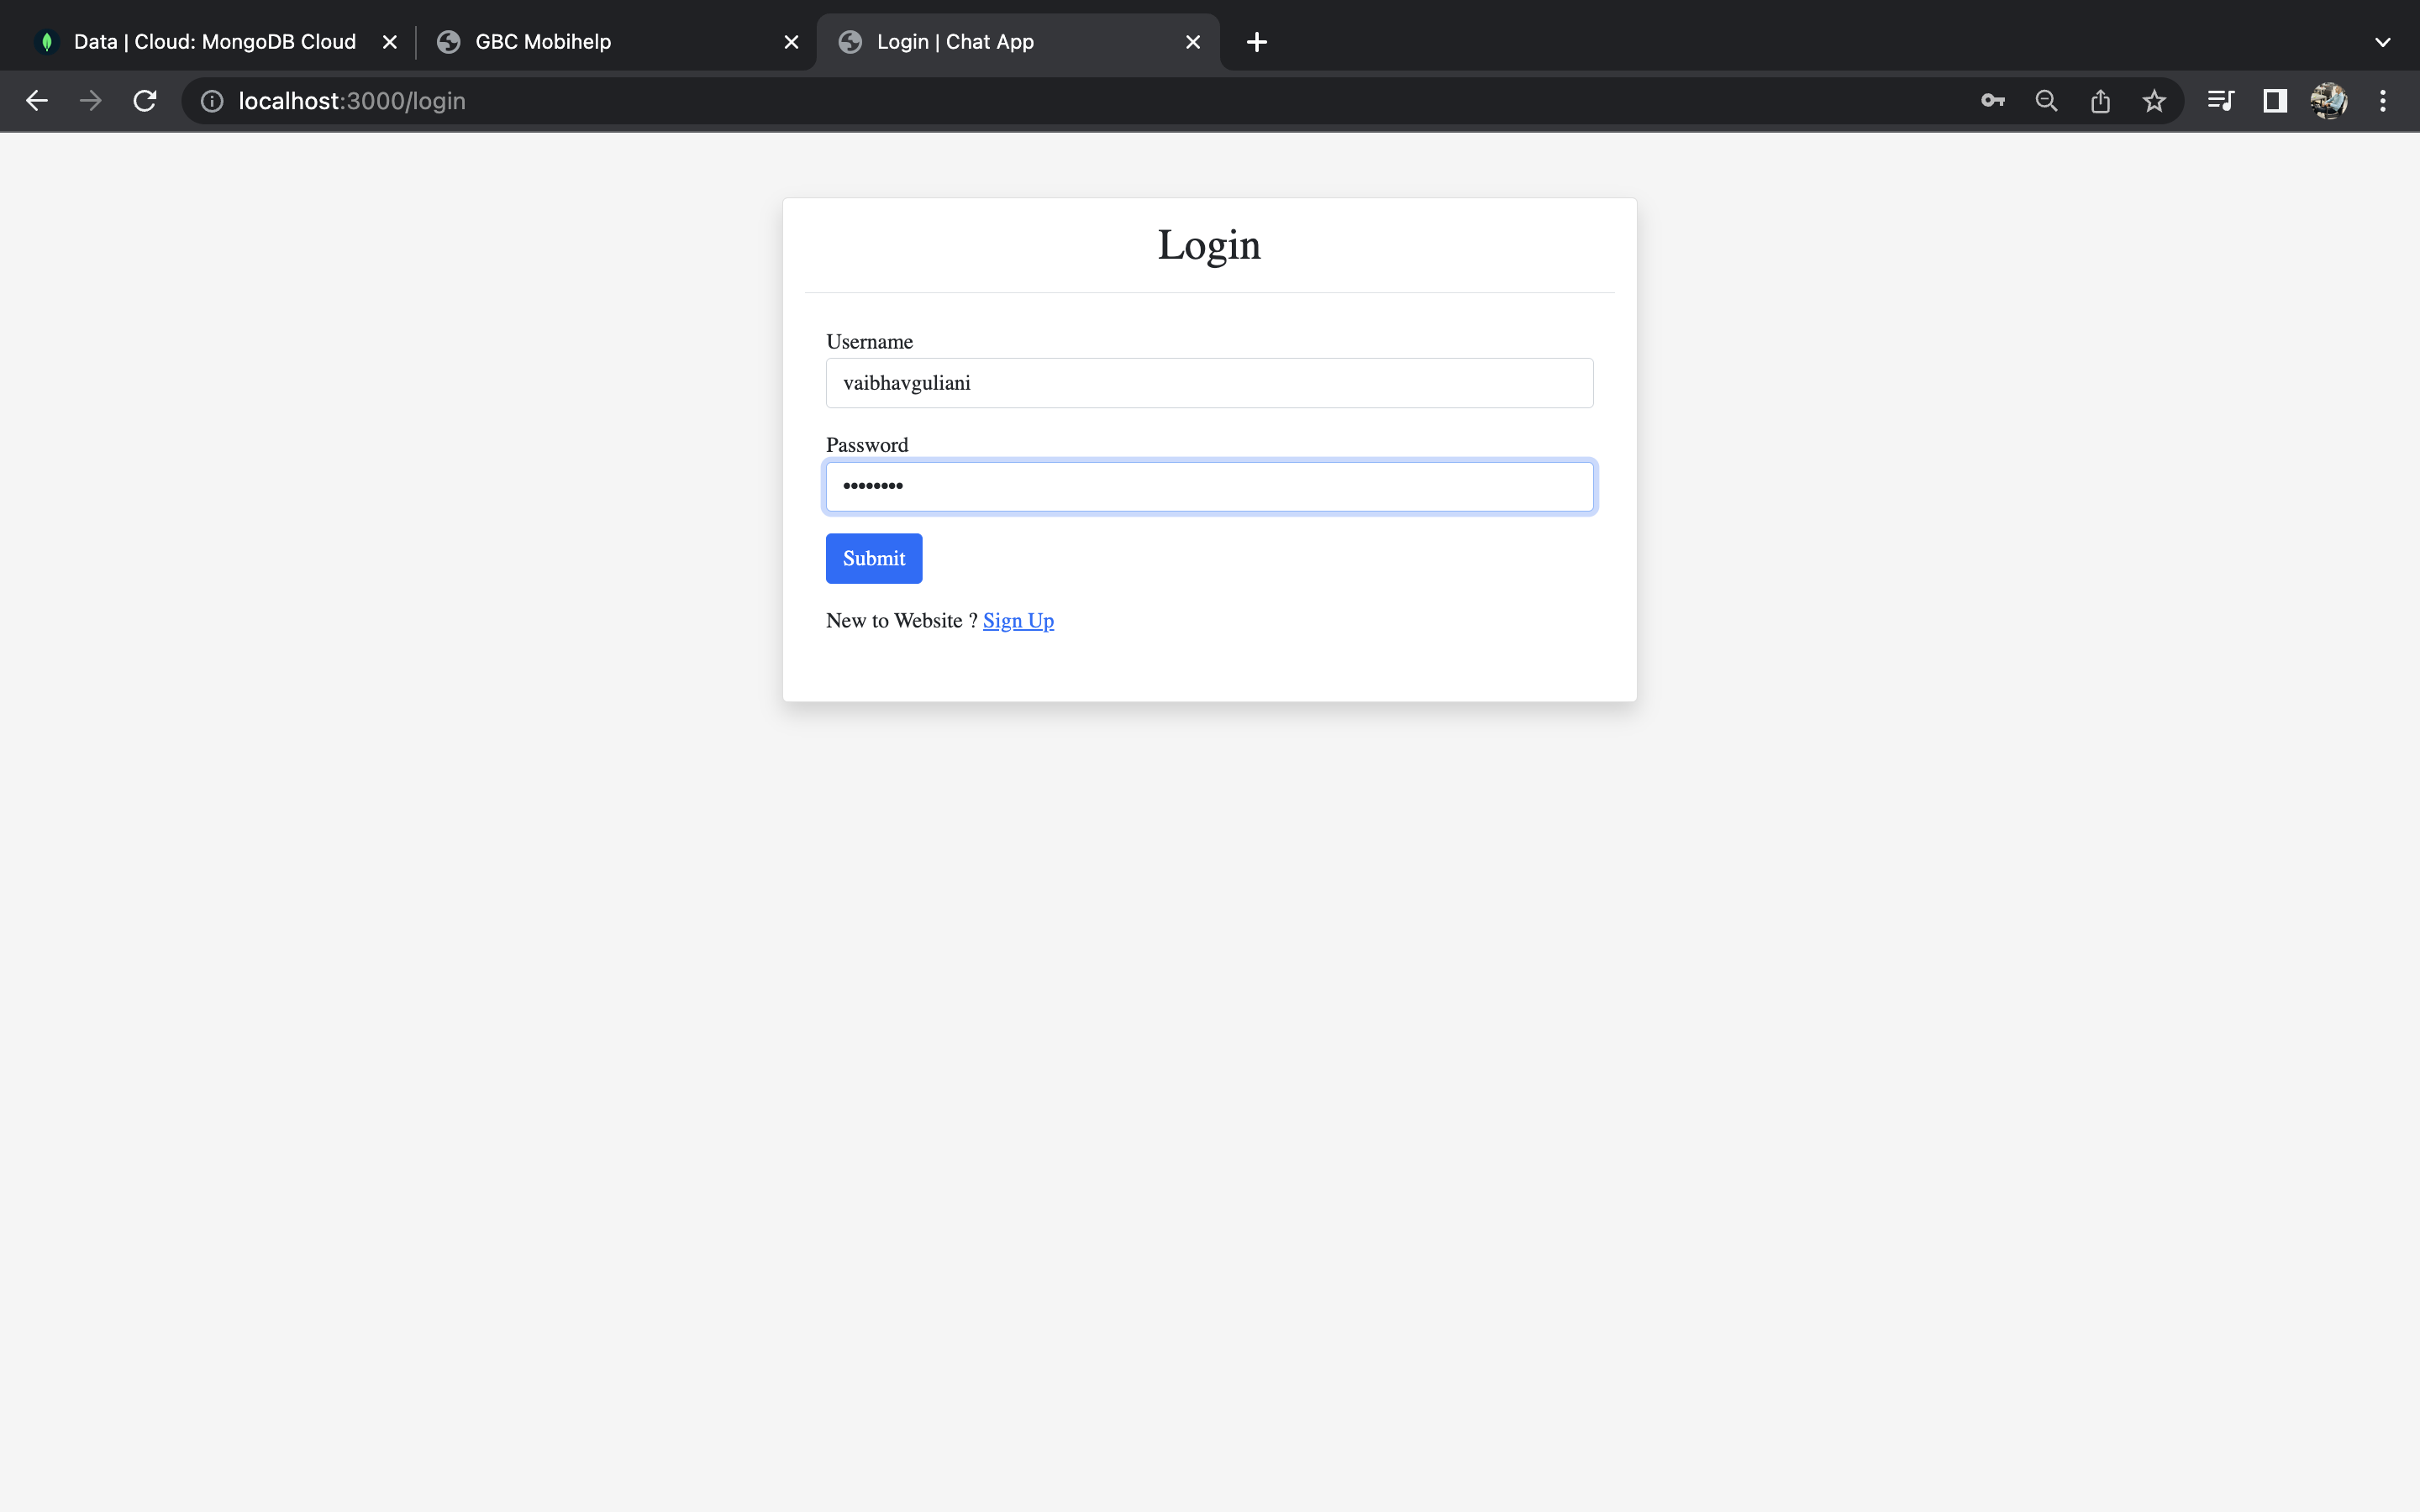 Data | Cloud: MongoDB Cloud
GBC Mobihelp
Login | Chat App
localhost:3000/login
Login
Username
vaibhavguliani
Password
••••••••
Submit
New to Website ? Sign Up